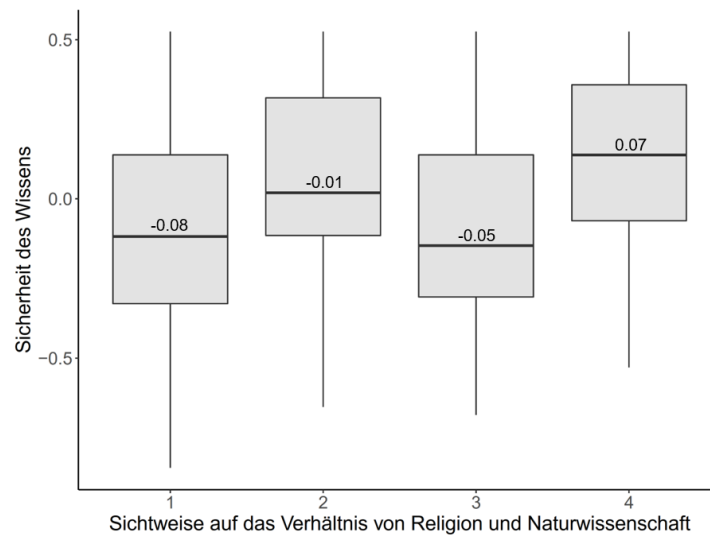 Sicherheit des Wissens
0.5
0.0
−0.5
-0.08
-0.01
-0.05
0.07
1 2 3 4
Sichtweise auf das Verhältnis von Religion und Naturwissenschaft